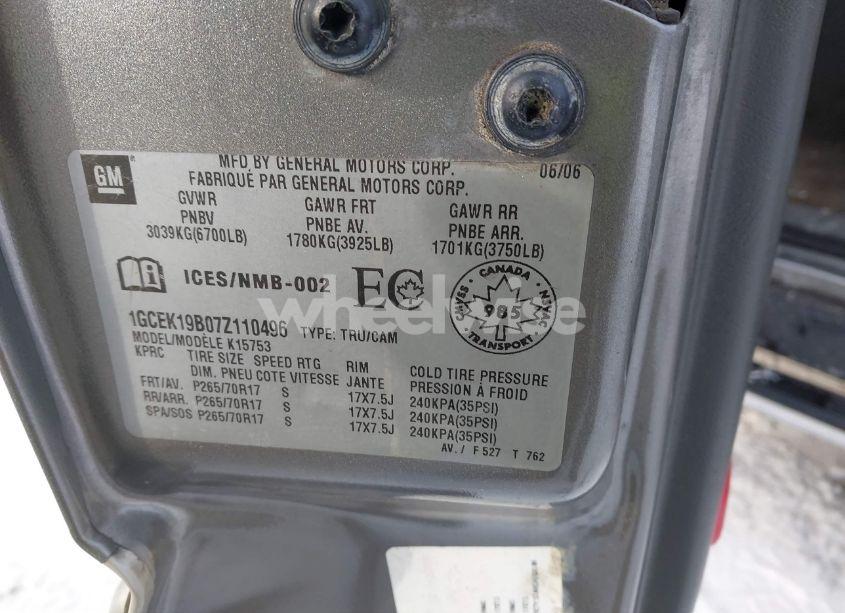 MFD BY GENERAL MOTORS CORP.
06/06
GM
FABRIQUÉ PAR GENERAL MOTORS CORP.
GVWR GAWR FRT GAWR RR
PNBV PNBE AV. PNBE ARR.
3039KG(6700LB) 1780KG(3925LB) 1701KG(3750LB)
i ICES/NMB-002 EC
CANADA
985
TRANSPORT
1GCEK19B07Z110496 TYPE: TRU/CAM
MODEL/MODÈLE K15753
KPRC TIRE SIZE SPEED RTG RIM COLD TIRE PRESSURE
DIM. PNEU COTE VITESSE JANTE PRESSION À FROID
FRT/AV. P265/70R17 S 17X7.5J 240KPA(35PSI)
RR/ARR. P265/70R17 S 17X7.5J 240KPA(35PSI)
SPA/SOS P265/70R17 S 17X7.5J 240KPA(35PSI)
AV./ F527 T 762